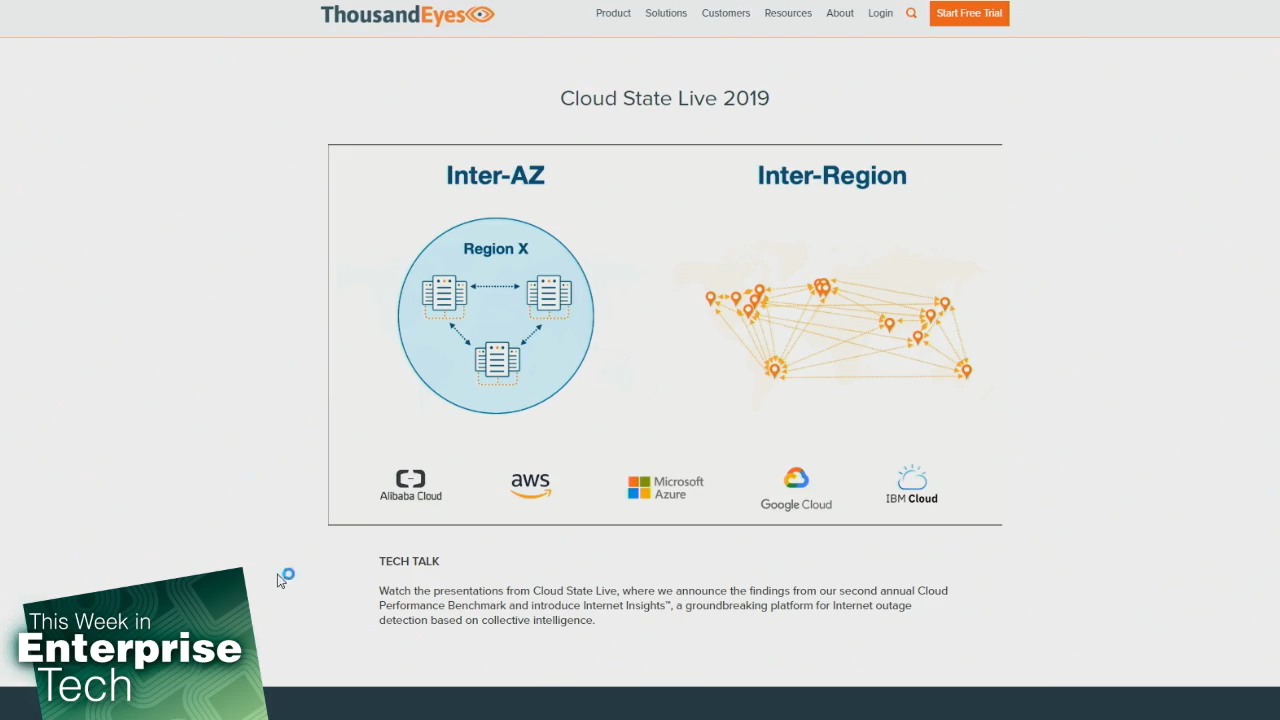 ThousandEyes
Product Solutions Customers Resources About Login Start Free Trial
Cloud State Live 2019
Inter-AZ
Inter-Region
Region X
Alibaba Cloud
aws
Microsoft
Azure
Google Cloud
IBM Cloud
TECH TALK
Watch the presentations from Cloud State Live, where we announce the findings from our second annual Cloud
Performance Benchmark and introduce Internet Insights™, a groundbreaking platform for Internet outage
detection based on collective intelligence.
This Week in
Enterprise
Tech